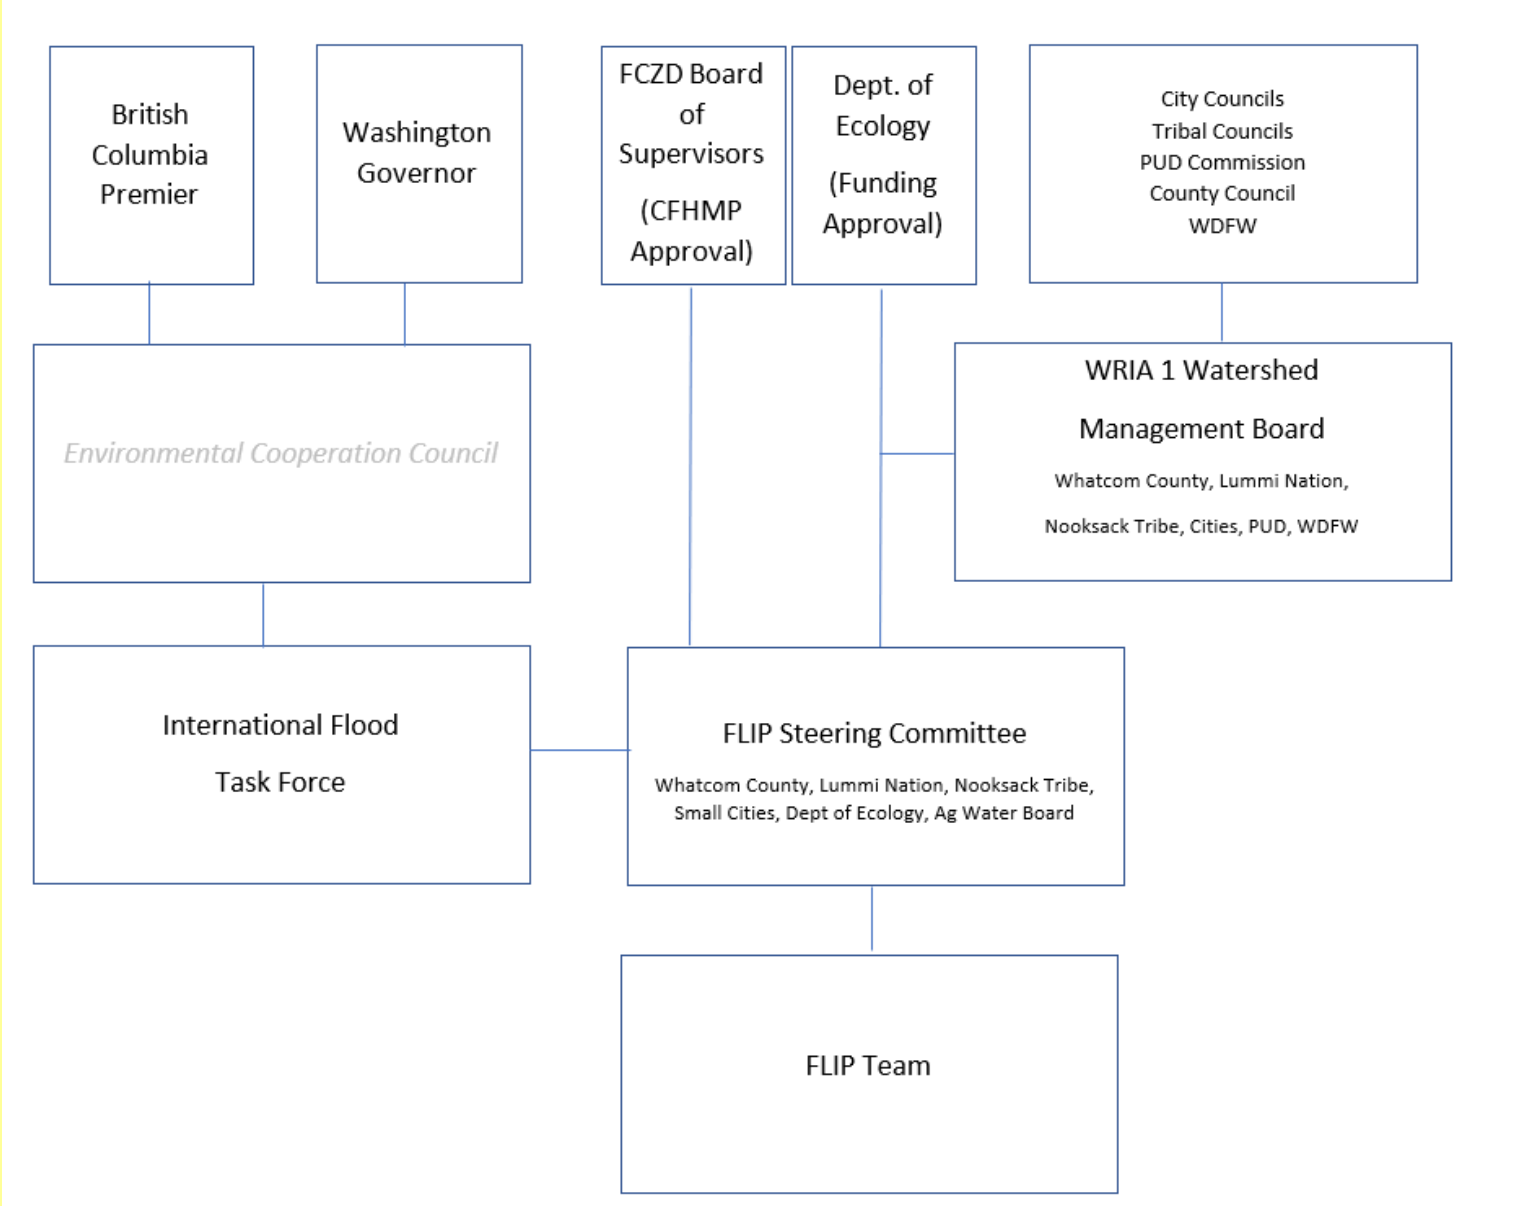 British
Columbia
Premier
Washington
Governor
FCZD Board
of
Supervisors
(CFHMP
Approval)
Dept. of
Ecology
(Funding
Approval)
City Councils
Tribal Councils
PUD Commission
County Council
WDFW
Environmental Cooperation Council
WRIA 1 Watershed
Management Board
Whatcom County, Lummi Nation,
Nooksack Tribe, Cities, PUD, WDFW
International Flood
Task Force
FLIP Steering Committee
Whatcom County, Lummi Nation, Nooksack Tribe,
Small Cities, Dept of Ecology, Ag Water Board
FLIP Team